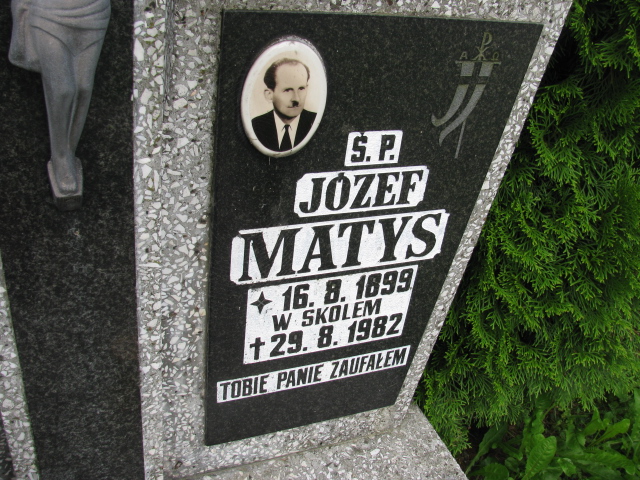 Ś. P.
JÓZEF
MATYS
16. 8. 1899
W SKOLEM
†29. 8. 1982
TOBIE PANIE ZAUFAŁEM